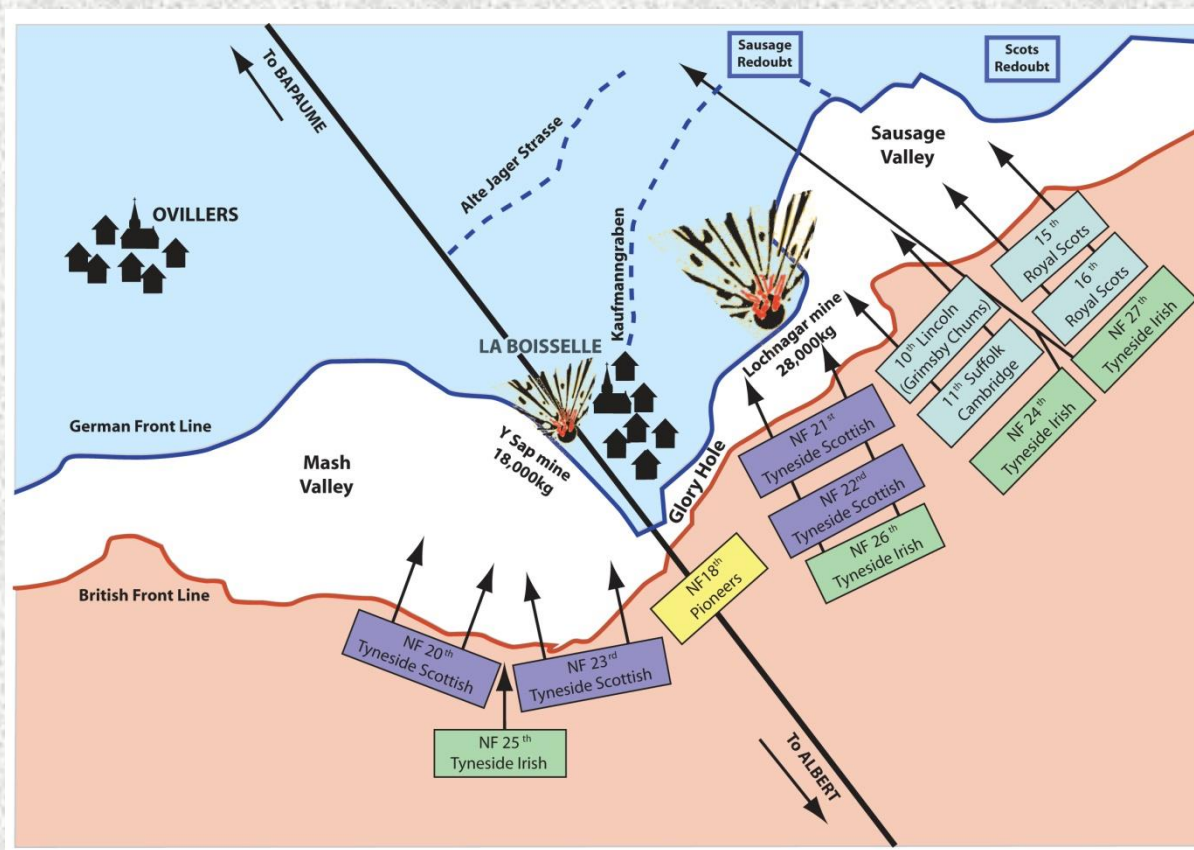 To BAPAUME
Sausage
Redoubt
Scots
Redoubt
Sausage
Valley
Alte Jager Strasse
OVILLERS
Kaufmanngraben
LA BOISSELLE
Lochnagar mine
28,000kg
15th
Royal Scots
16th
Royal Scots
NF 27th
Tyneside Irish
10th Lincoln
(Grimsby Chums)
11th Suffolk
Cambridge
NF 24th
Tyneside Irish
German Front Line
Mash
Valley
Y Sap mine
18,000kg
Glory Hole
NF 21st
Tyneside Scottish
NF 22nd
Tyneside Scottish
NF 26th
Tyneside Irish
British Front Line
NF18th
Pioneers
NF 20th
Tyneside Scottish
NF 23rd
Tyneside Scottish
NF 25th
Tyneside Irish
To ALBERT